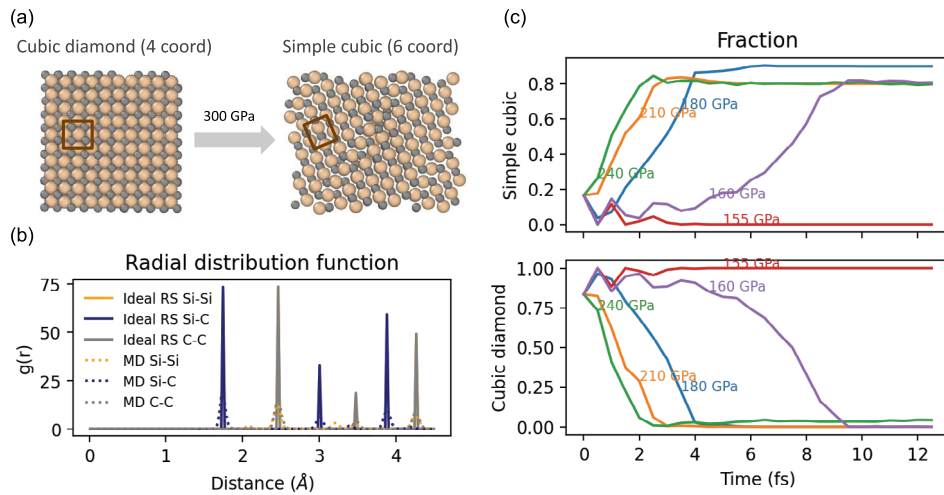 (a)
Cubic diamond (4 coord)
Simple cubic (6 coord)
300 GPa
(b)
Radial distribution function
g(r)
75
50
25
0
Ideal RS Si-Si
Ideal RS Si-C
Ideal RS C-C
MD Si-Si
MD Si-C
MD C-C
0 1 2 3 4
Distance (Å)
(c)
Fraction
Simple cubic
0.8
0.6
0.4
0.2
0.0
180 GPa
210 GPa
240 GPa
160 GPa
155 GPa
Cubic diamond
1.00
0.75
0.50
0.25
0.00
155 GPa
160 GPa
240 GPa
210 GPa
180 GPa
0 2 4 6 8 10 12
Time (fs)